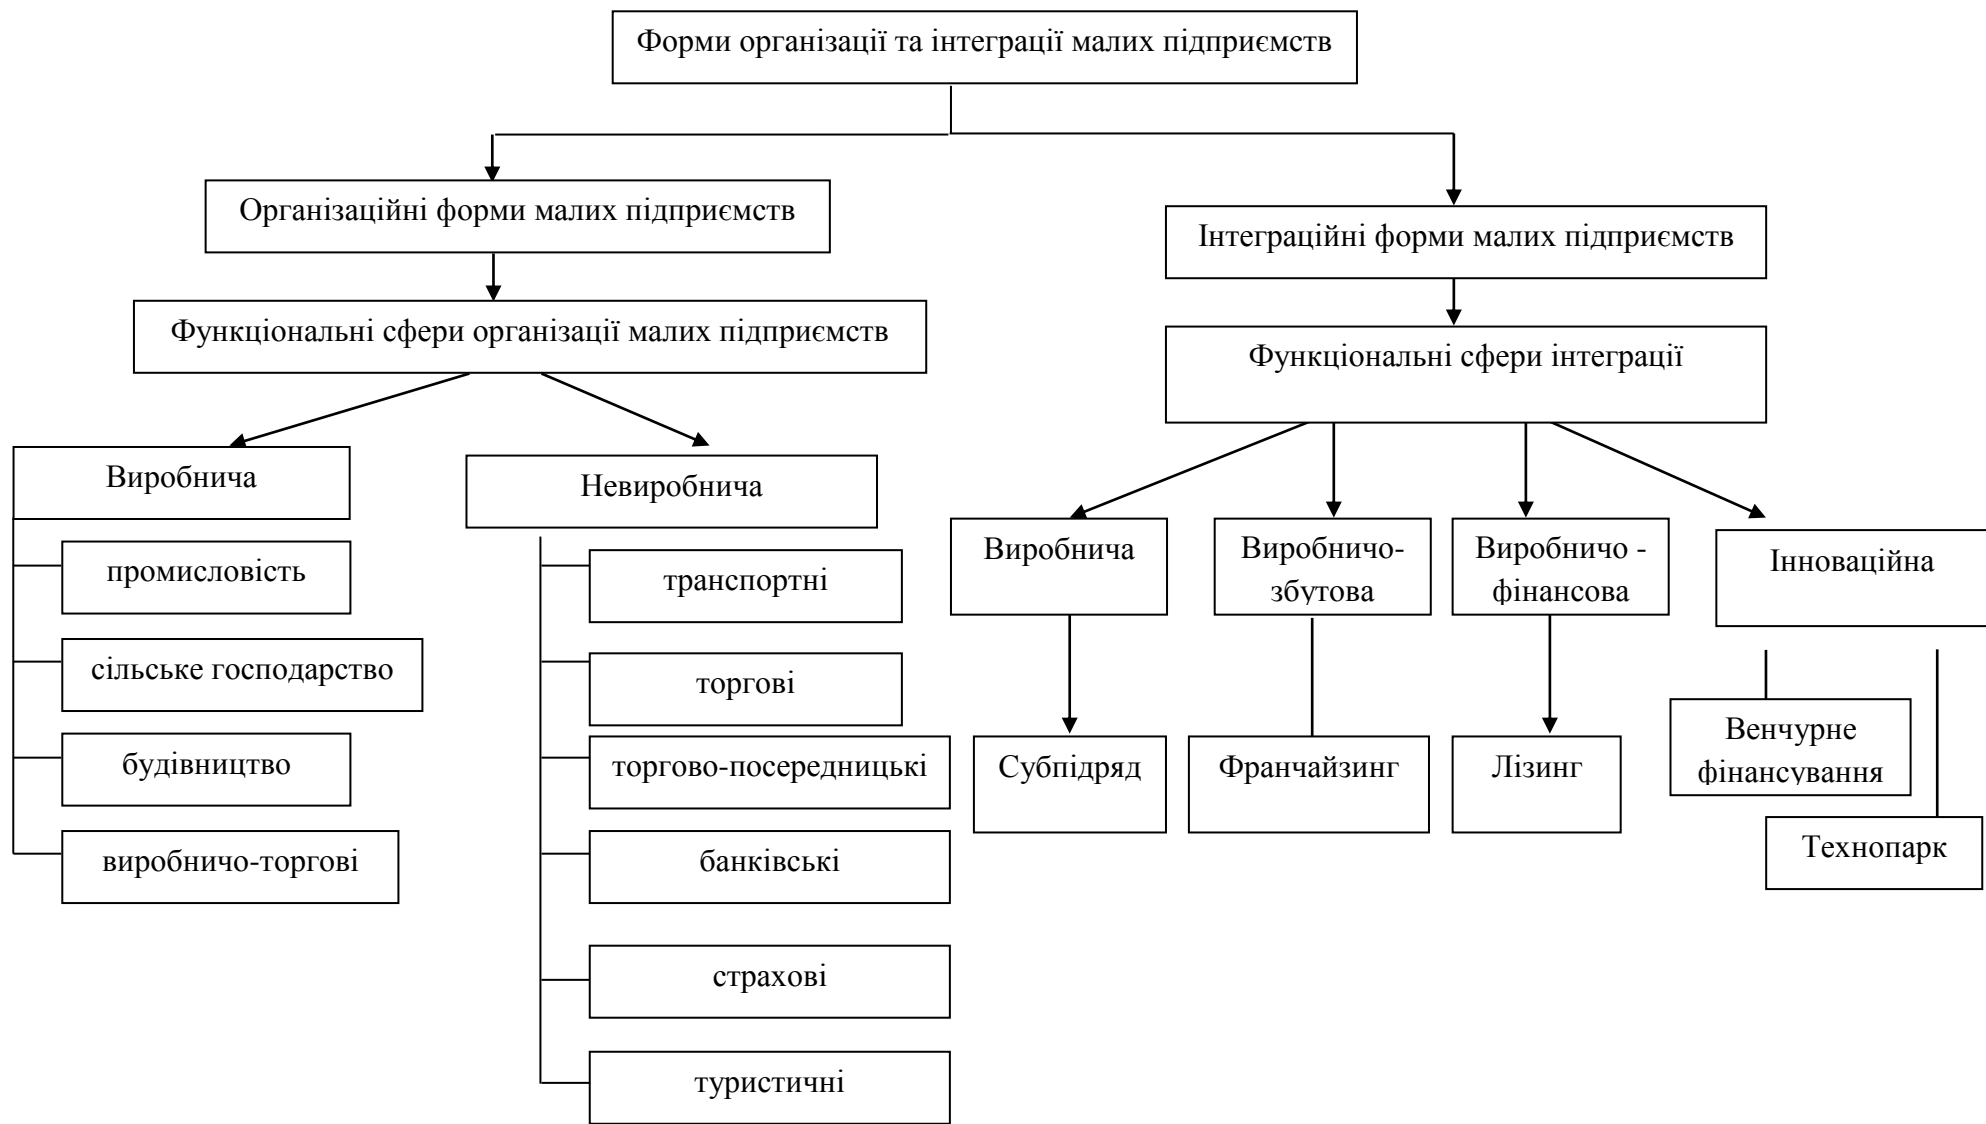 Форми організації та інтеграції малих підприємств
Організаційні форми малих підприємств
Інтеграційні форми малих підприємств
Функціональні сфери організації малих підприємств
Функціональні сфери інтеграції
Виробнича
промисловість
сільське господарство
будівництво
виробничо-торгові
Невиробнича
транспортні
торгові
торгово-посередницькі
банківські
страхові
туристичні
Виробнича
Виробничо-
збутова
Виробничо -
фінансова
Інноваційна
Субпідряд
Франчайзинг
Лізинг
Венчурне
фінансування
Технопарк